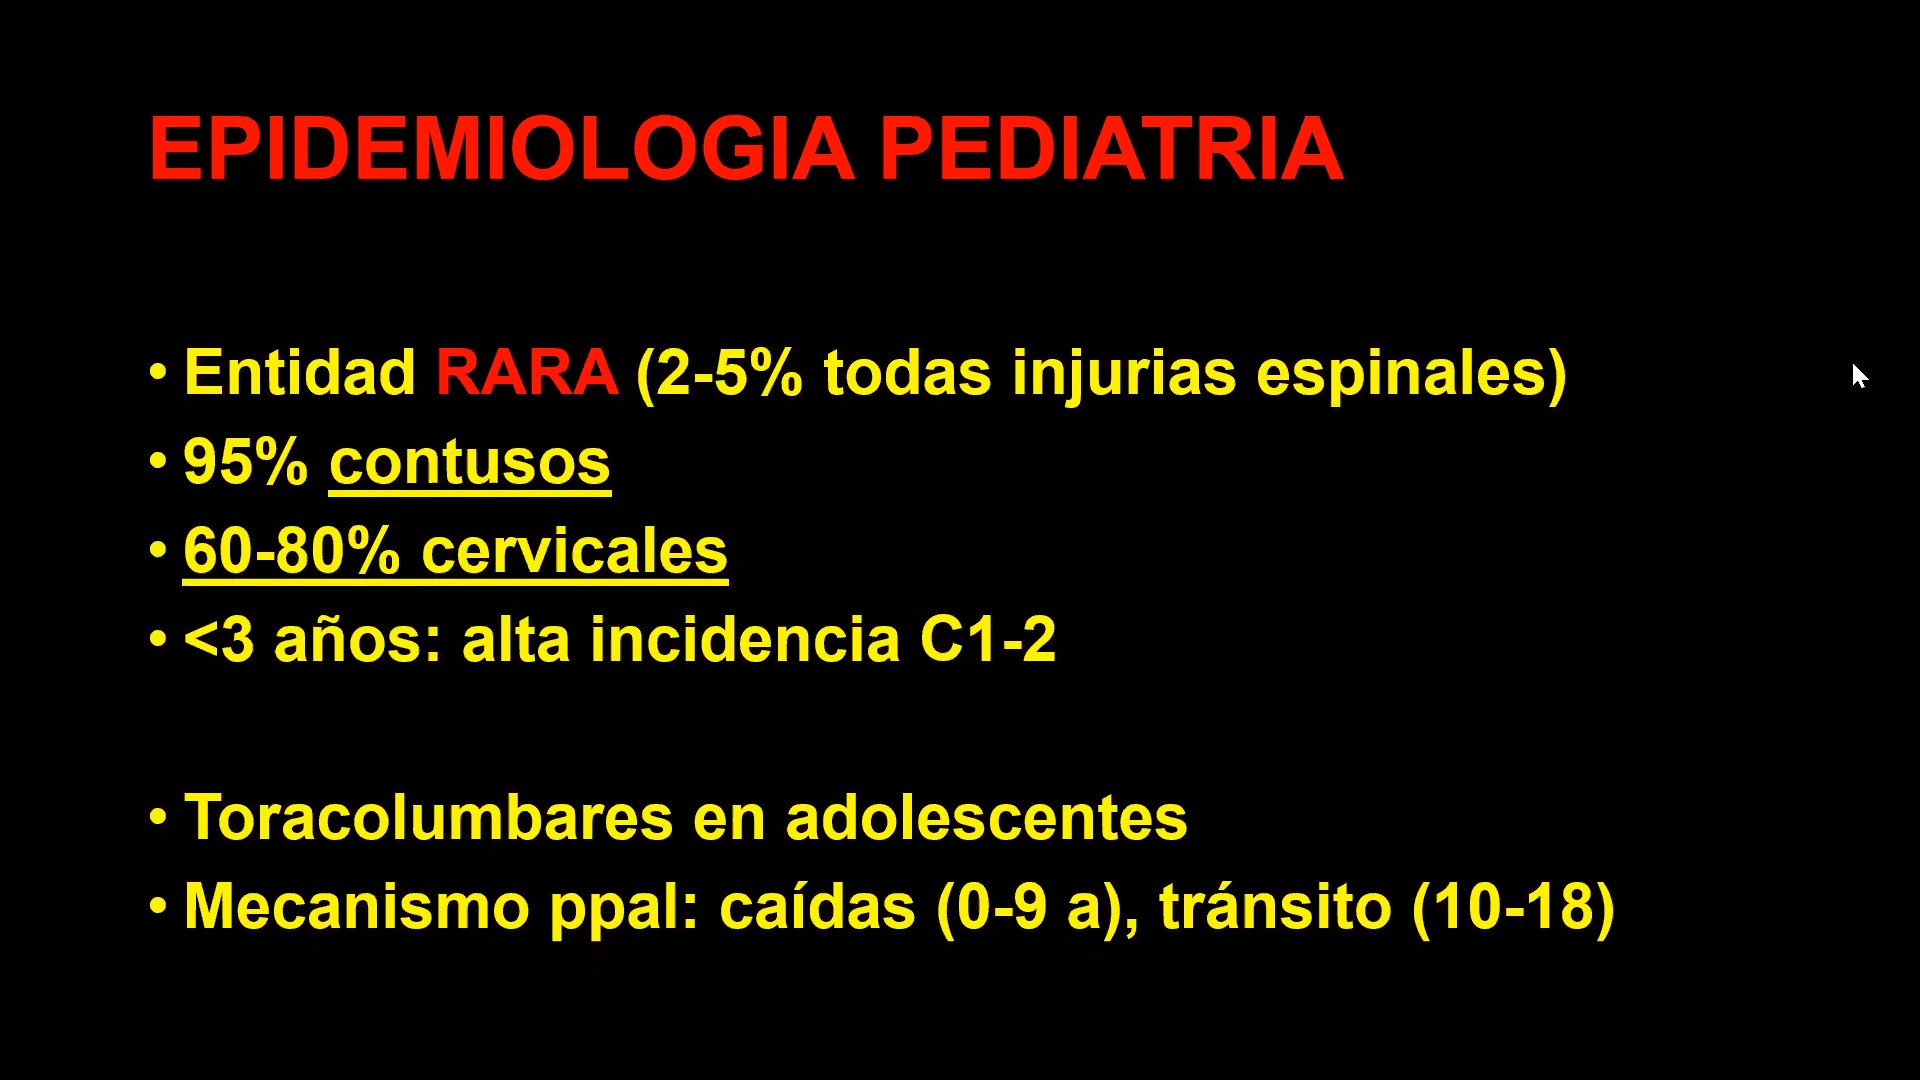 EPIDEMIOLOGIA PEDIATRIA
• Entidad RARA (2-5% todas injurias espinales)
• 95% contusos
• 60-80% cervicales
• <3 años: alta incidencia C1-2
• Toracolumbares en adolescentes
• Mecanismo ppal: caídas (0-9 a), tránsito (10-18)